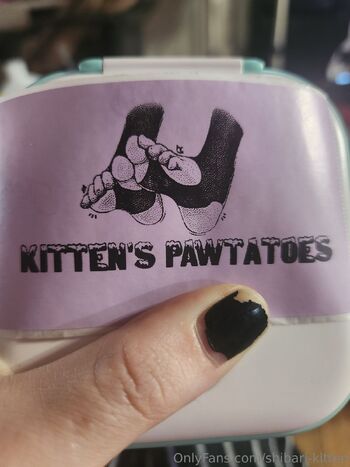 KITTEN'S PAWTATOES
OnlyFans.com/shibari-kitten